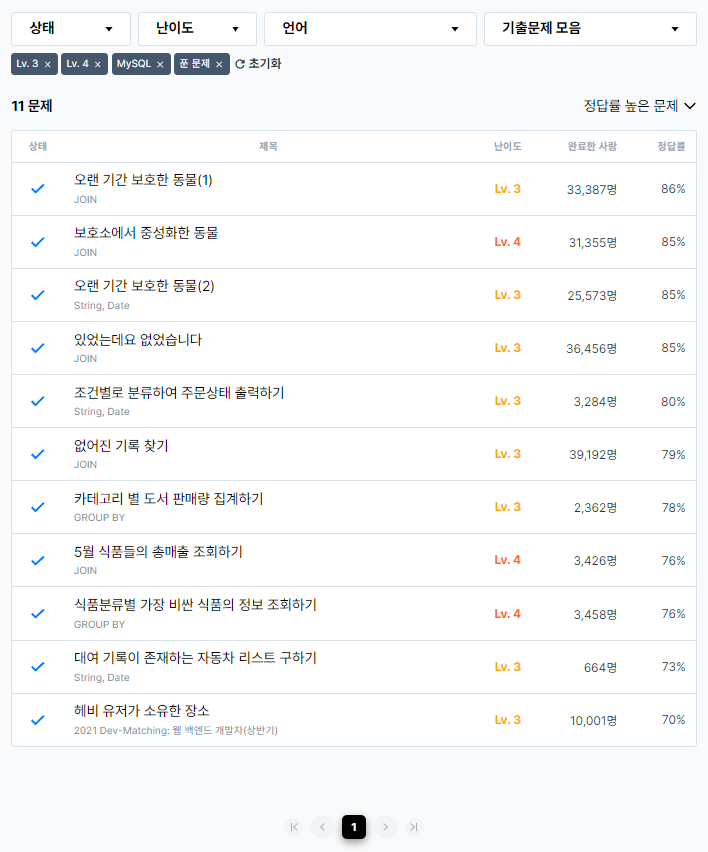 상태 난이도 언어 기출문제 모음
Lv. 3 × Lv. 4 × MySQL × 푼 문제 × 초기화
11 문제 정답률 높은 문제
상태 제목 난이도 완료한 사람 정답률
오랜 기간 보호한 동물(1) Lv. 3 33,387명 86%
JOIN
보호소에서 중성화한 동물 Lv. 4 31,355명 85%
JOIN
오랜 기간 보호한 동물(2) Lv. 3 25,573명 85%
String, Date
있었는데요 없었습니다 Lv. 3 36,456명 85%
JOIN
조건별로 분류하여 주문상태 출력하기 Lv. 3 3,284명 80%
String, Date
없어진 기록 찾기 Lv. 3 39,192명 79%
JOIN
카테고리 별 도서 판매량 집계하기 Lv. 3 2,362명 78%
GROUP BY
5월 식품들의 총매출 조회하기 Lv. 4 3,426명 76%
JOIN
식품분류별 가장 비싼 식품의 정보 조회하기 Lv. 4 3,458명 76%
GROUP BY
대여 기록이 존재하는 자동차 리스트 구하기 Lv. 3 664명 73%
String, Date
헤비 유저가 소유한 장소 Lv. 3 10,001명 70%
2021 Dev-Matching: 웹 백엔드 개발자(상반기)
1